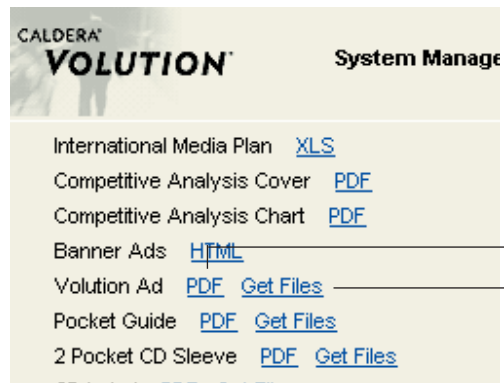 CALDERA
VOLUTION
System Manage
International Media Plan XLS
Competitive Analysis Cover PDF
Competitive Analysis Chart PDF
Banner Ads HTML
Volution Ad PDF Get Files
Pocket Guide PDF Get Files
2 Pocket CD Sleeve PDF Get Files